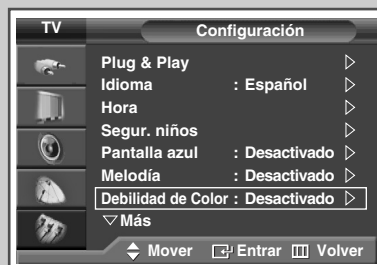 TV Configuración
Plug & Play
Idioma : Español
Hora
Segur. niños
Pantalla azul : Desactivado
Melodía : Desactivado
Debilidad de Color : Desactivado
Más
Mover Entrar Volver